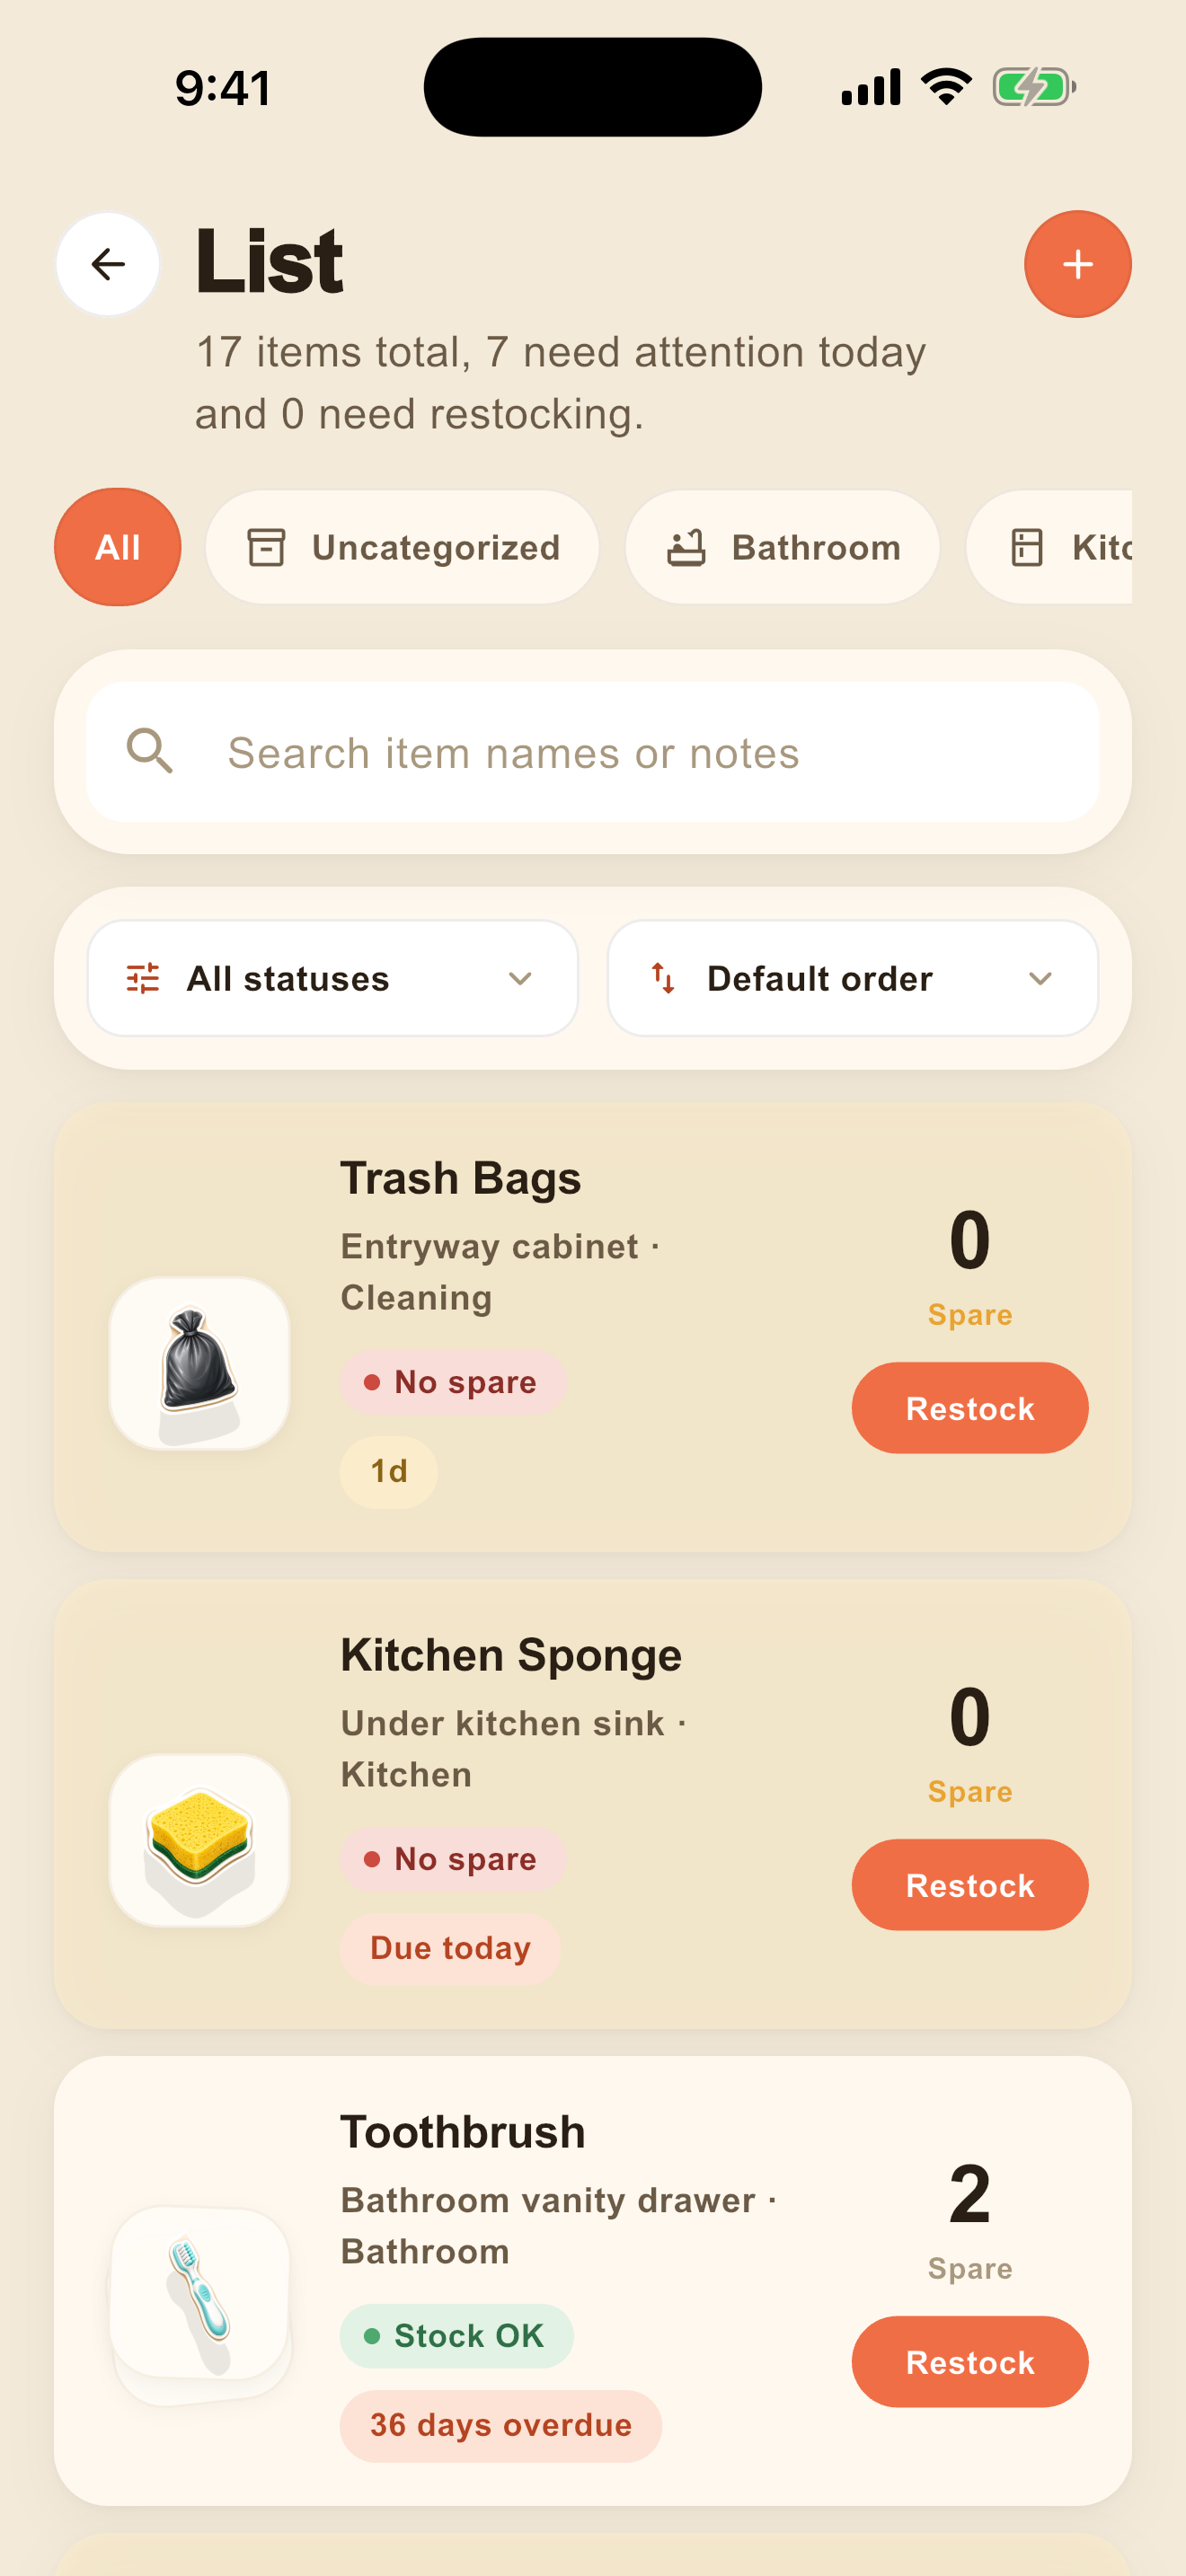 9:41
List
17 items total, 7 need attention today
and 0 need restocking.
All
Uncategorized
Bathroom
Kitc
Search item names or notes
All statuses
Default order
Trash Bags
Entryway cabinet ·
Cleaning
No spare
1d
0
Spare
Restock
Kitchen Sponge
Under kitchen sink ·
Kitchen
No spare
Due today
0
Spare
Restock
Toothbrush
Bathroom vanity drawer ·
Bathroom
Stock OK
36 days overdue
2
Spare
Restock